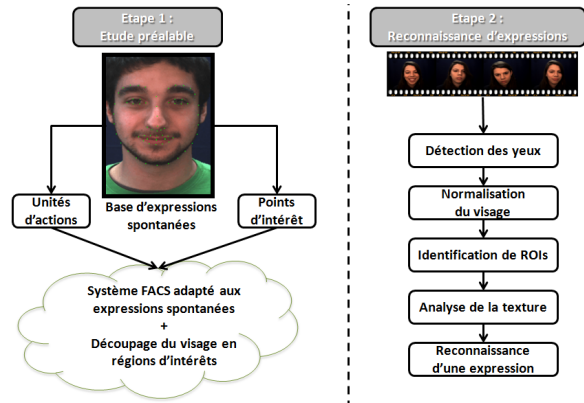 Etape 1 :
Etude préalable
Unités
d'actions
Base d'expressions
spontanées
Points
d'intérêt
Système FACS adapté aux
expressions spontanées
+
Découpage du visage en
régions d'intérêts
Etape 2 :
Reconnaissance d'expressions
Détection des yeux
Normalisation
du visage
Identification de ROIs
Analyse de la texture
Reconnaissance
d'une expression